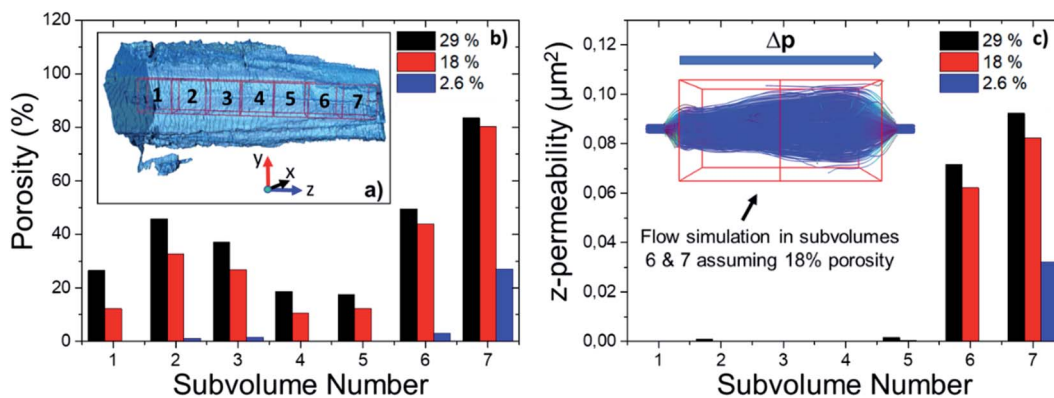 120
100
80
60
40
20
0
Porosity (%)
1 2 3 4 5 6 7
Subvolume Number
b)
29 %
18 %
2.6 %
1 2 3 4 5 6 7
y
x
z
a)
0,12
0,10
0,08
0,06
0,04
0,02
0,00
z-permeability (μm²)
1 2 3 4 5 6 7
Subvolume Number
Δp
c)
29 %
18 %
2.6 %
Flow simulation in subvolumes
6 & 7 assuming 18% porosity